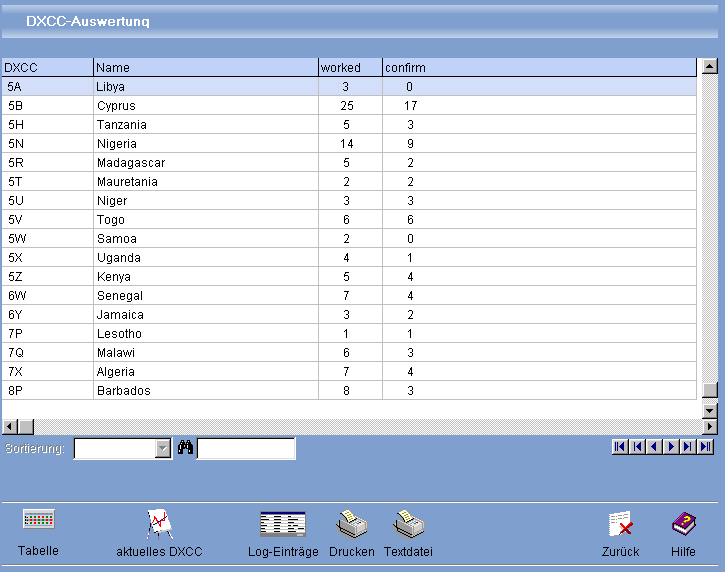 DXCC-Auswertung
DXCC Name worked confirm
5A Libya 3 0
5B Cyprus 25 17
5H Tanzania 5 3
5N Nigeria 14 9
5R Madagascar 5 2
5T Mauretania 2 2
5U Niger 3 3
5V Togo 6 6
5W Samoa 2 0
5X Uganda 4 1
5Z Kenya 5 4
6W Senegal 7 4
6Y Jamaica 3 2
7P Lesotho 1 1
7Q Malawi 6 3
7X Algeria 7 4
8P Barbados 8 3
Sortierung:
Tabelle aktuelles DXCC Log-Einträge Drucken Textdatei Zurück Hilfe